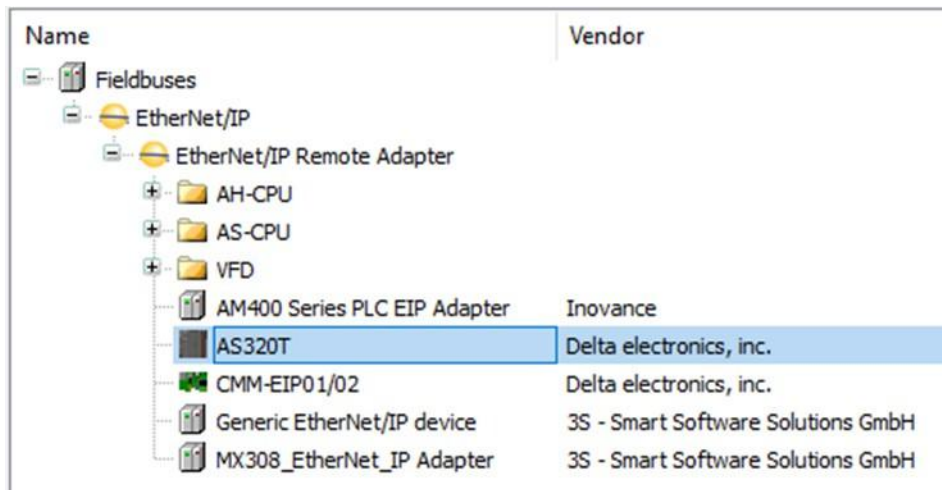 Name Vendor
Fieldbuses
EtherNet/IP
EtherNet/IP Remote Adapter
AH-CPU
AS-CPU
VFD
AM400 Series PLC EIP Adapter Inovance
AS320T Delta electronics, inc.
CMM-EIP01/02 Delta electronics, inc.
Generic EtherNet/IP device 3S - Smart Software Solutions GmbH
MX308_EtherNet_IP Adapter 3S - Smart Software Solutions GmbH